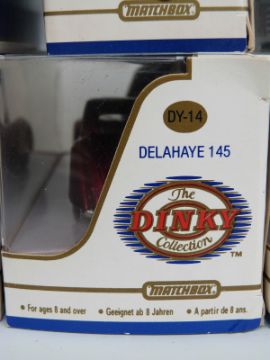 MATCHBOX
DY-14
DELAHAYE 145
The
DINKY
Collection
TM
MATCHBOX
• For ages 8 and over • Geeignet ab 8 Jahren • A partir de 8 ans.